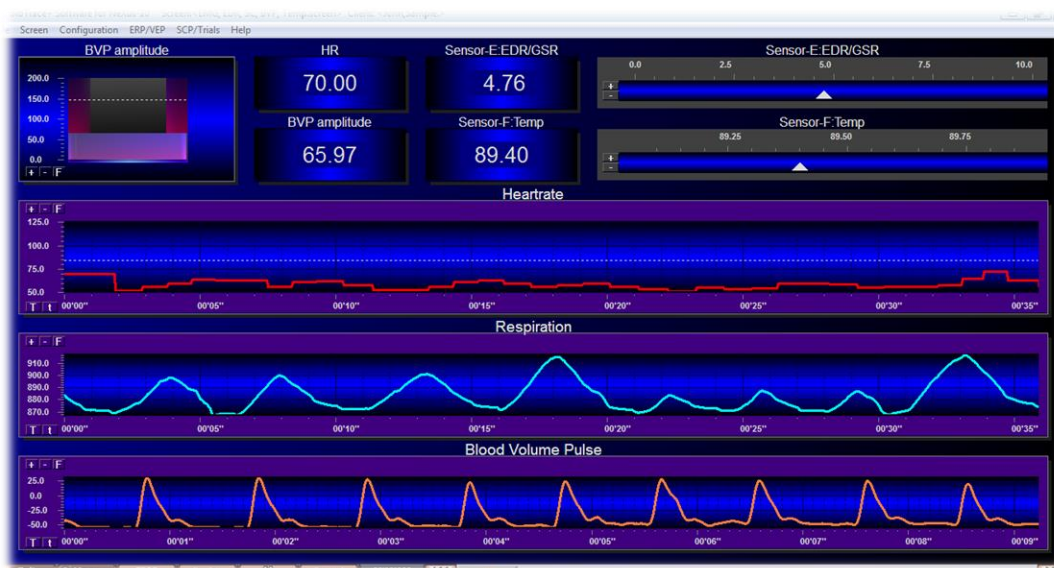 Screen Configuration ERP/VEP SCP/Trials Help
BVP amplitude
200.0
150.0
100.0
50.0
0.0
+ - F
HR
70.00
Sensor-E:EDR/GSR
4.76
BVP amplitude
65.97
Sensor-F:Temp
89.40
Sensor-E:EDR/GSR
0.0 2.5 5.0 7.5 10.0
+
-
Sensor-F:Temp
89.25 89.50 89.75
+
-
Heartrate
+ - F
125.0
100.0
75.0
50.0
T t 00'00" 00'05" 00'10" 00'15" 00'20" 00'25" 00'30" 00'35"
Respiration
+ - F
910.0
900.0
890.0
880.0
870.0
T t 00'00" 00'05" 00'10" 00'15" 00'20" 00'25" 00'30" 00'35"
Blood Volume Pulse
+ - F
25.0
0.0
-25.0
-50.0
T t 00'00" 00'01" 00'02" 00'03" 00'04" 00'05" 00'06" 00'07" 00'08" 00'09"